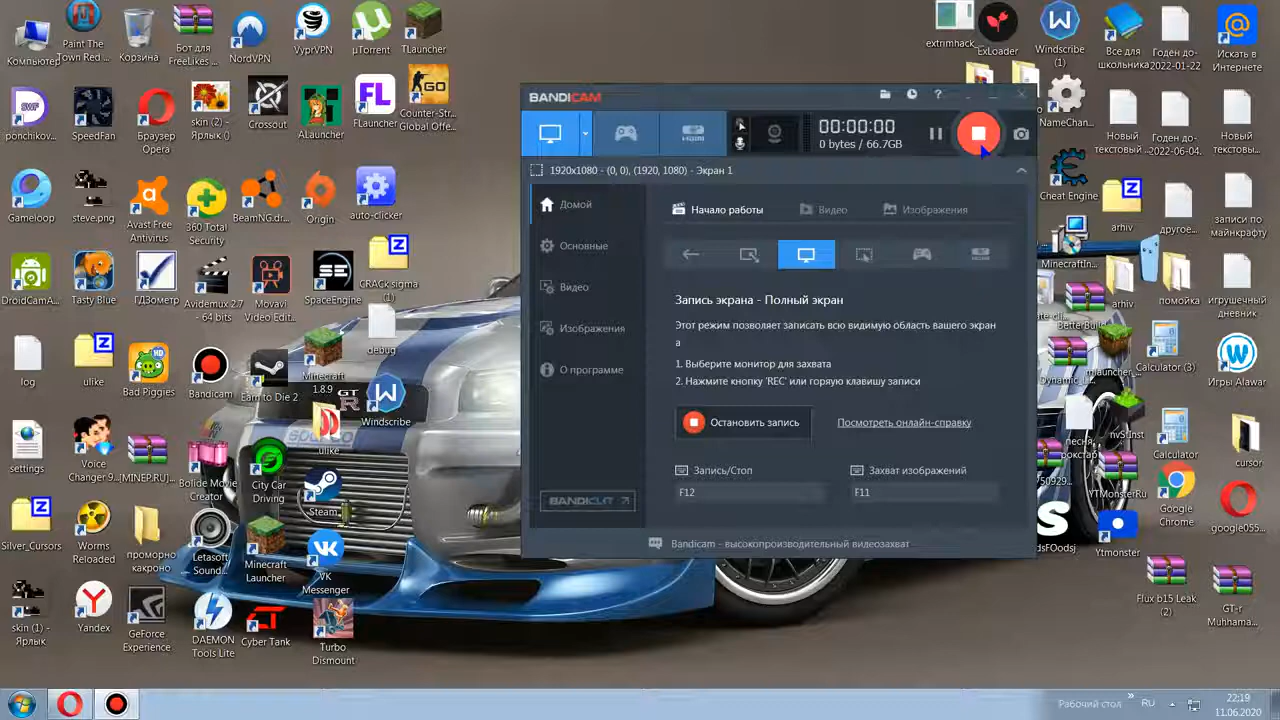 Компьютер
Paint The
Town Red ...
Корзина
Бот для
FreeLikes ...
NordVPN
VyprVPN
µTorrent
TLauncher
extrimhack...
ExLoader
Windscribe
(1)
Все для
школьника...
Годен до-
2022-01-22
Искать в
Интернете
ponchikov...
SpeedFan
Браузер
Opera
skin (2) -
Ярлык ()
Crossout
ALauncher
FLauncher
Counter-Str...
Global Offe...
NameChan...
Новый
текстовый ...
Годен до-
2022-06-04...
Новый
текстовый ...
Gameloop
steve.png
Avast Free
Antivirus
360 Total
Security
BeamNG.dr...
Origin
auto-clicker
Cheat Engine
arhiv
другое...
записи по
майнкрафту
DroidCamA...
Tasty Blue
ГДЗометр
Avidemux 2.7
- 64 bits
Movavi
Video Edit...
SpaceEngine
CRACк sigma
(1)
MinecraftIn...
arhiv
помойка
игрушечный
дневник
log
ulike
Bad Piggies
Bandicam
Earn to Die 2
Minecraft
1.8.9
debug
Windscribe
Better-Buil...
Dynamic_L...
mlauncher_...
Calculator (3)
Игры Alawar
settings
Voice
Changer 9....
[MINEP.RU]...
Bolide Movie
Creator
City Car
Driving
ulike
Steam
песня
рокстар
nvStInst
YTMonsterRu
Calculator
cursor
Silver_Cursors
Worms
Reloaded
проморно
какроно
Letasoft
Sound...
Minecraft
Launcher
VK
Messenger
Google
Chrome
google055...
Ytmonster
skin (1) -
Ярлык
Yandex
GeForce
Experience
DAEMON
Tools Lite
Cyber Tank
Turbo
Dismount
Flux b15 Leak
(2)
GT-r
Muhhama...
BANDICAM
00:00:00
0 bytes / 66.7GB
1920x1080 - (0, 0), (1920, 1080) - Экран 1
Домой
Основные
Видео
Изображения
О программе
BANDICUT
Начало работы
Видео
Изображения
Запись экрана - Полный экран
Этот режим позволяет записать всю видимую область вашего экран
а
1. Выберите монитор для захвата
2. Нажмите кнопку 'REC' или горяую клавишу записи
Остановить запись
Посмотреть онлайн-справку
Запись/Стоп
Захват изображений
F12
F11
Bandicam - высокопроизводительный видеозахват
Рабочий стол
RU
22:19
11.06.2020